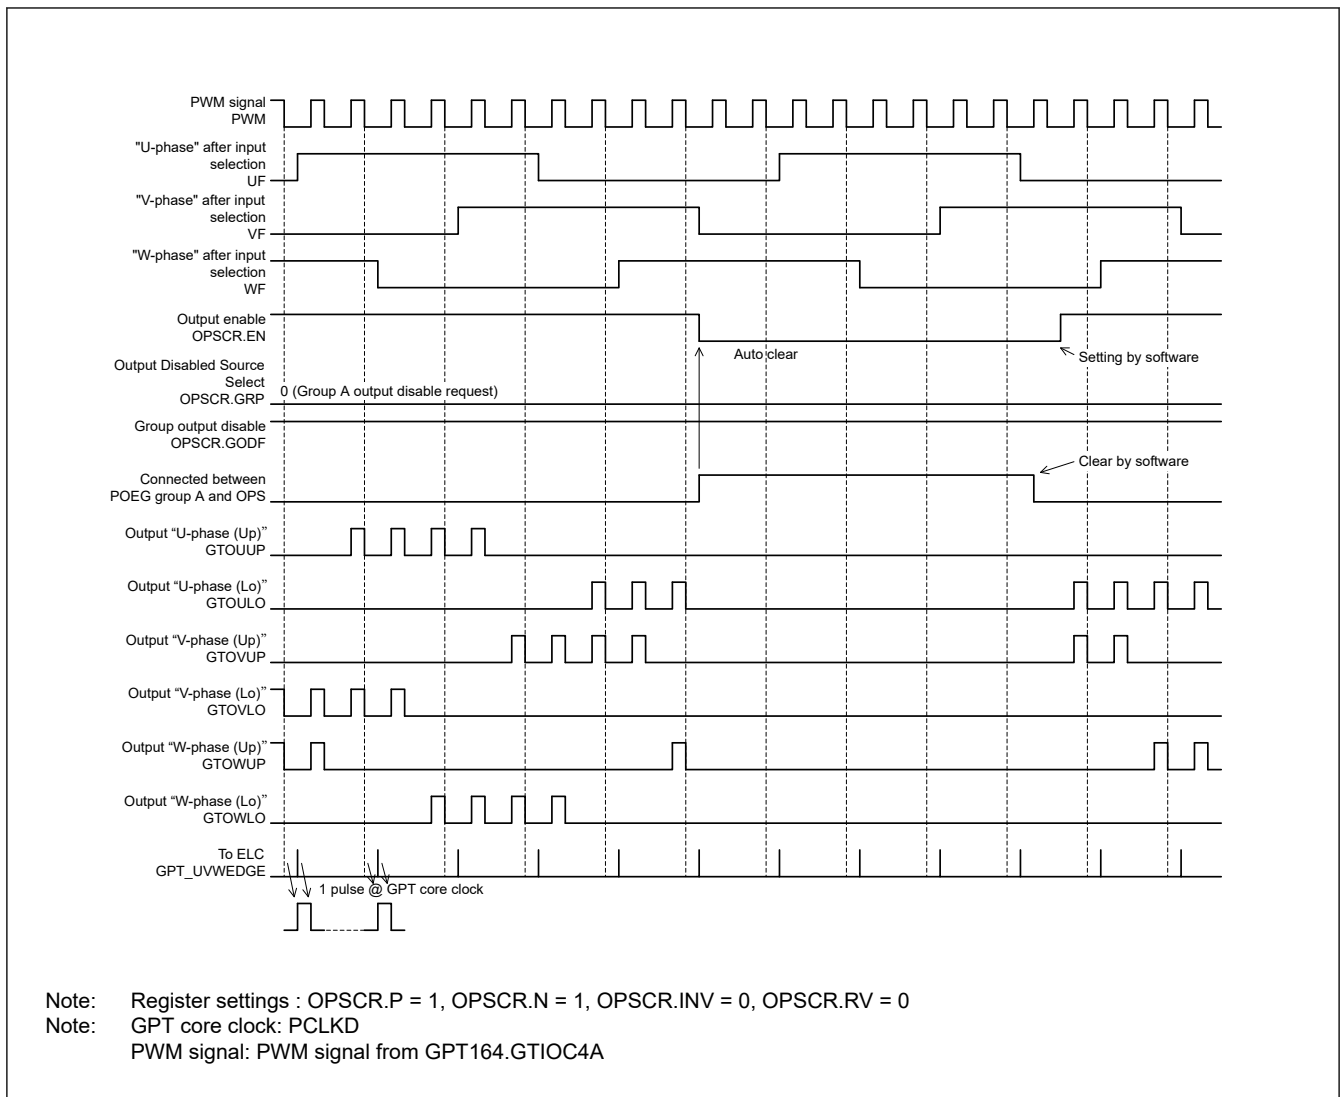 PWM signal
PWM
"U-phase" after input
selection
UF
"V-phase" after input
selection
VF
"W-phase" after input
selection
WF
Output enable
OPSCR.EN
Auto clear
Setting by software
Output Disabled Source
Select
OPSCR.GRP
0 (Group A output disable request)
Group output disable
OPSCR.GODF
Clear by software
Connected between
POEG group A and OPS
Output “U-phase (Up)”
GTOUUP
Output “U-phase (Lo)”
GTOULO
Output “V-phase (Up)”
GTOVUP
Output “V-phase (Lo)”
GTOVLO
Output “W-phase (Up)”
GTOWUP
Output “W-phase (Lo)”
GTOWLO
To ELC
GPT_UVWEDGE
1 pulse @ GPT core clock
Note: Register settings : OPSCR.P = 1, OPSCR.N = 1, OPSCR.INV = 0, OPSCR.RV = 0
Note: GPT core clock: PCLKD
PWM signal: PWM signal from GPT164.GTIOC4A